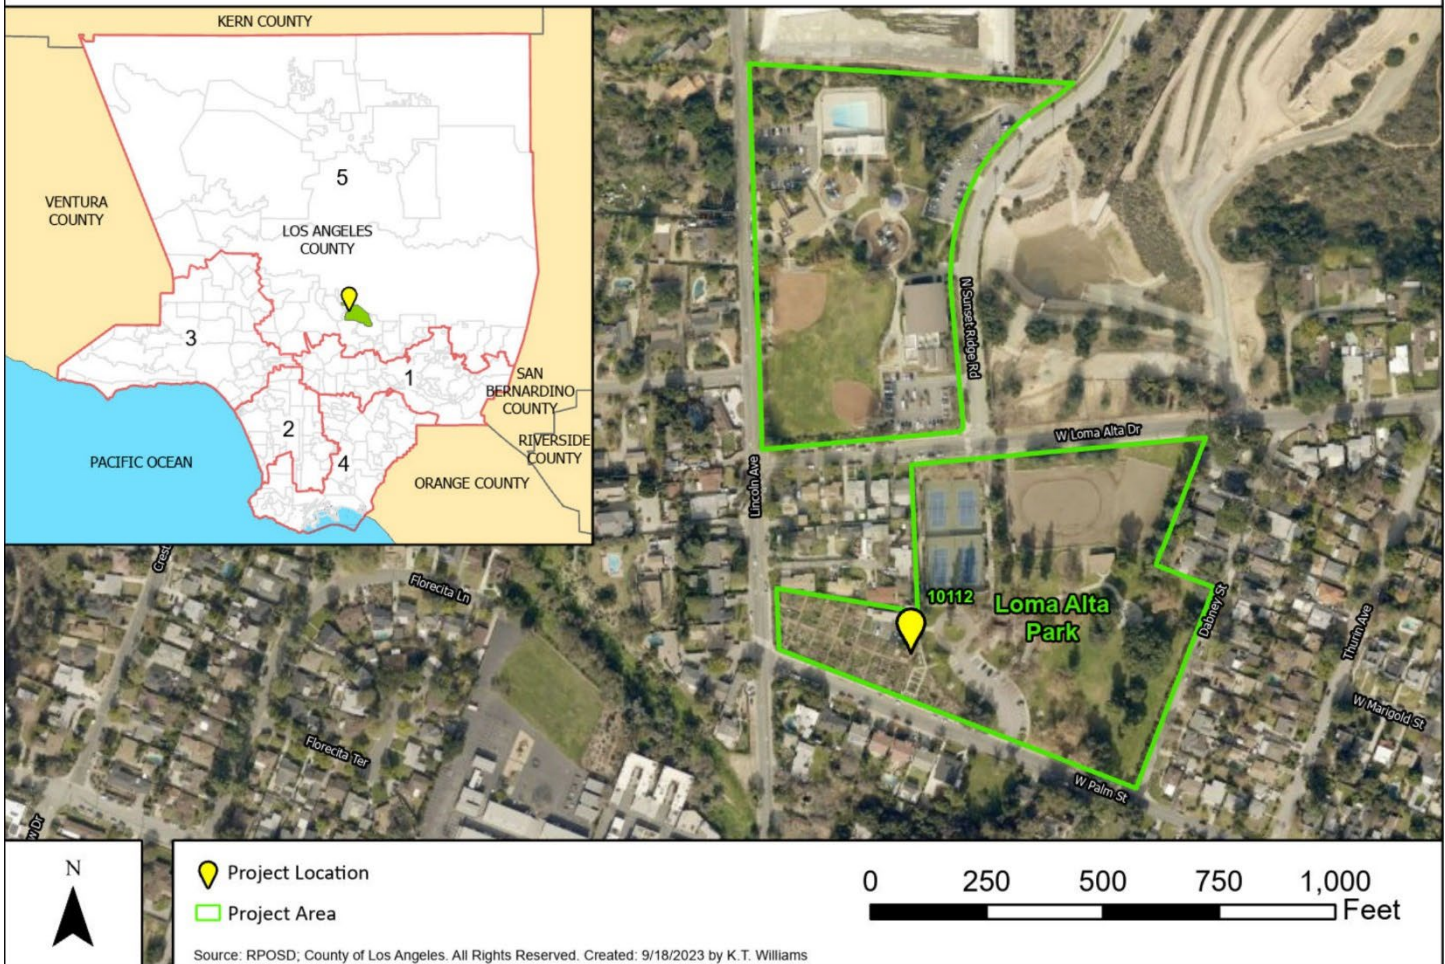 KERN COUNTY
VENTURA
COUNTY
5
LOS ANGELES
COUNTY
3
1
SAN
BERNARDINO
COUNTY
2
RIVERSIDE
COUNTY
4
PACIFIC OCEAN
ORANGE COUNTY
N Sunset Ridge Rd
W Loma Alta Dr
Lincoln Ave
Crest
Florecita Ln
10112
Loma Alta
Park
Dabney St
Thurin Ave
W Marigold St
Florecita Ter
W Palm St
w Dr
N
Project Location
Project Area
0 250 500 750 1,000
Feet
Source: RPOSD; County of Los Angeles. All Rights Reserved. Created: 9/18/2023 by K.T. Williams